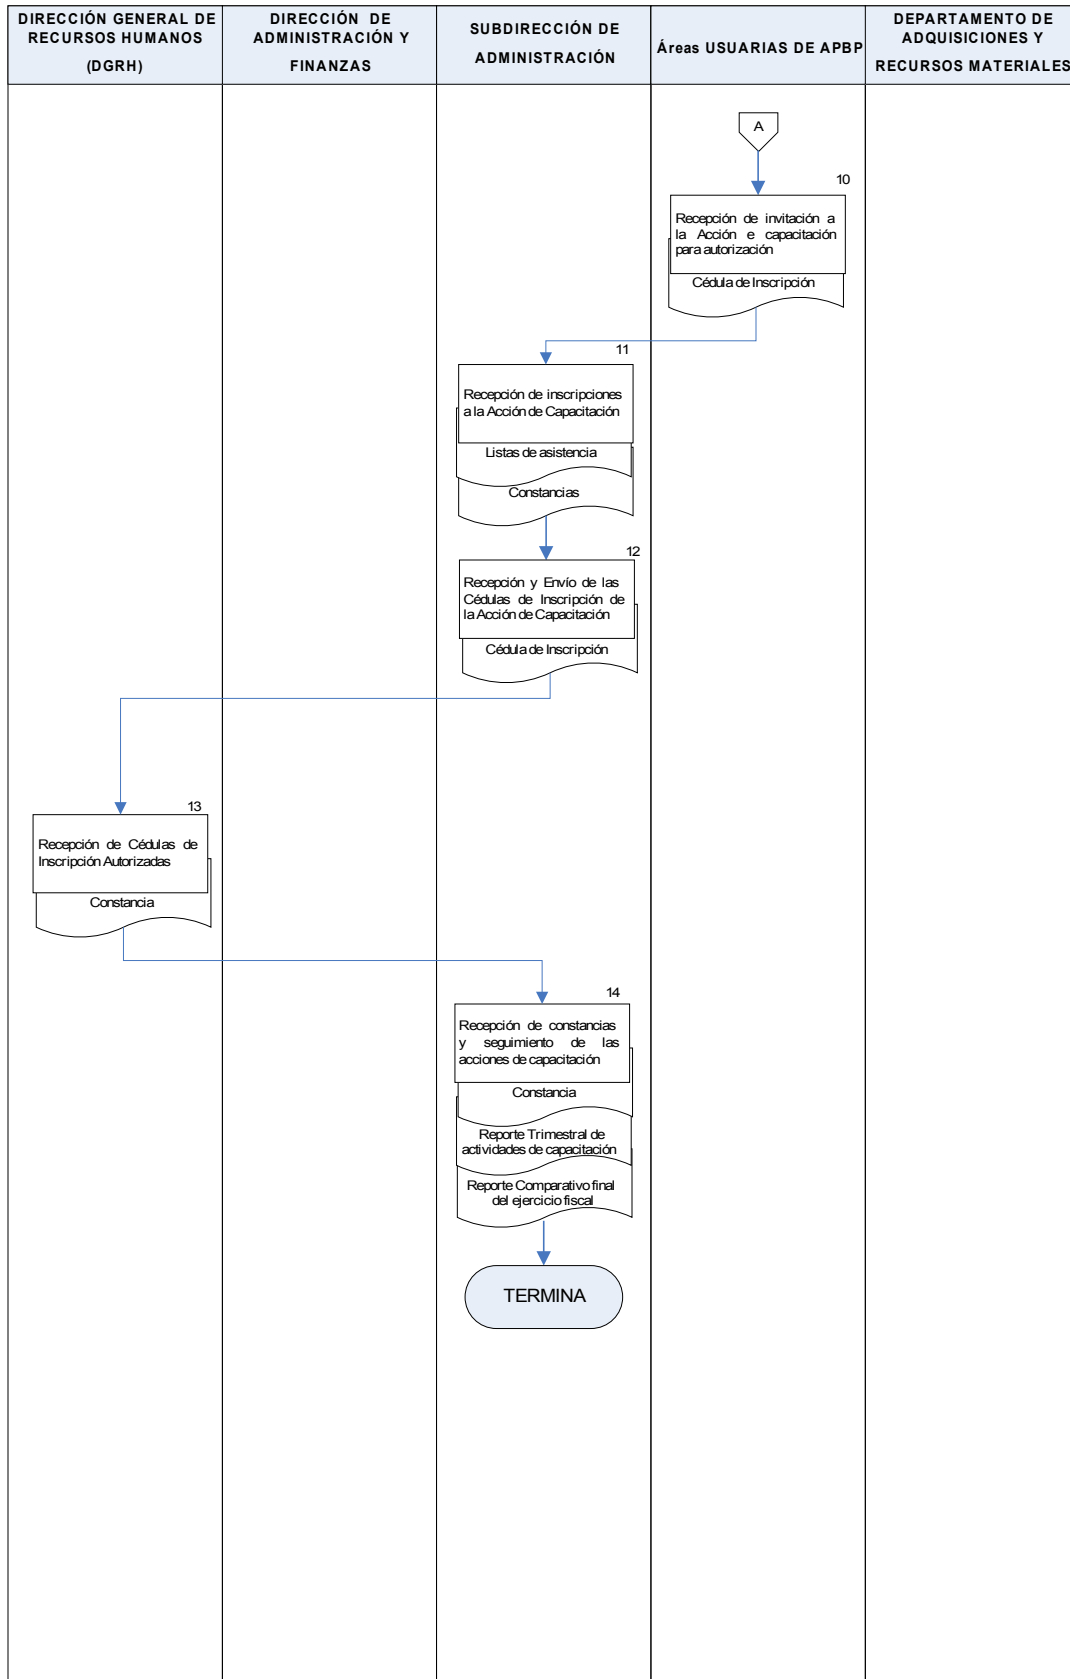 DIRECCIÓN GENERAL DE
RECURSOS HUMANOS
(DGRH)
DIRECCIÓN DE
ADMINISTRACIÓN Y
FINANZAS
SUBDIRECCIÓN DE
ADMINISTRACIÓN
Áreas USUARIAS DE APBP
DEPARTAMENTO DE
ADQUISICIONES Y
RECURSOS MATERIALES
A
10
Recepción de invitación a
la Acción e capacitación
para autorización
Cédula de Inscripción
11
Recepción de inscripciones
a la Acción de Capacitación
Listas de asistencia
Constancias
12
Recepción y Envío de las
Cédulas de Inscripción de
la Acción de Capacitación
Cédula de Inscripción
13
Recepción de Cédulas de
Inscripción Autorizadas
Constancia
14
Recepción de constancias
y seguimiento de las
acciones de capacitación
Constancia
Reporte Trimestral de
actividades de capacitación
Reporte Comparativo final
del ejercicio fiscal
TERMINA